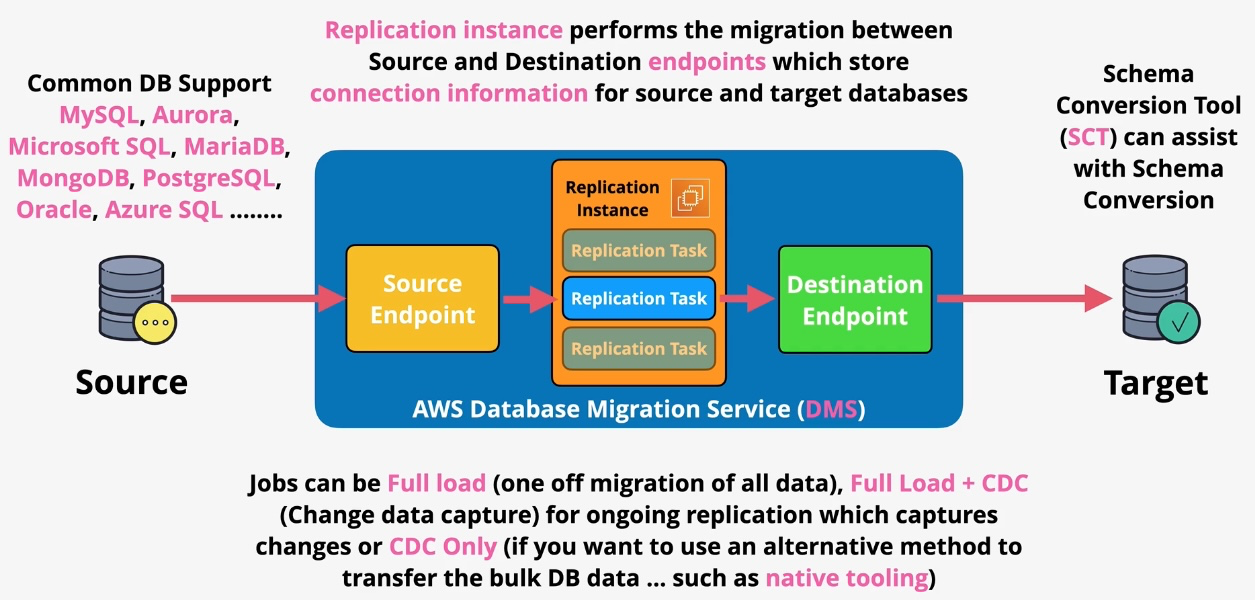 Replication instance performs the migration between
Source and Destination endpoints which store
connection information for source and target databases
Common DB Support
MySQL, Aurora,
Microsoft SQL, MariaDB,
MongoDB, PostgreSQL,
Oracle, Azure SQL ........
Schema
Conversion Tool
(SCT) can assist
with Schema
Conversion
Source
Source
Endpoint
Replication
Instance
Replication Task
Replication Task
Replication Task
Destination
Endpoint
Target
AWS Database Migration Service (DMS)
Jobs can be Full load (one off migration of all data), Full Load + CDC
(Change data capture) for ongoing replication which captures
changes or CDC Only (if you want to use an alternative method to
transfer the bulk DB data ... such as native tooling)